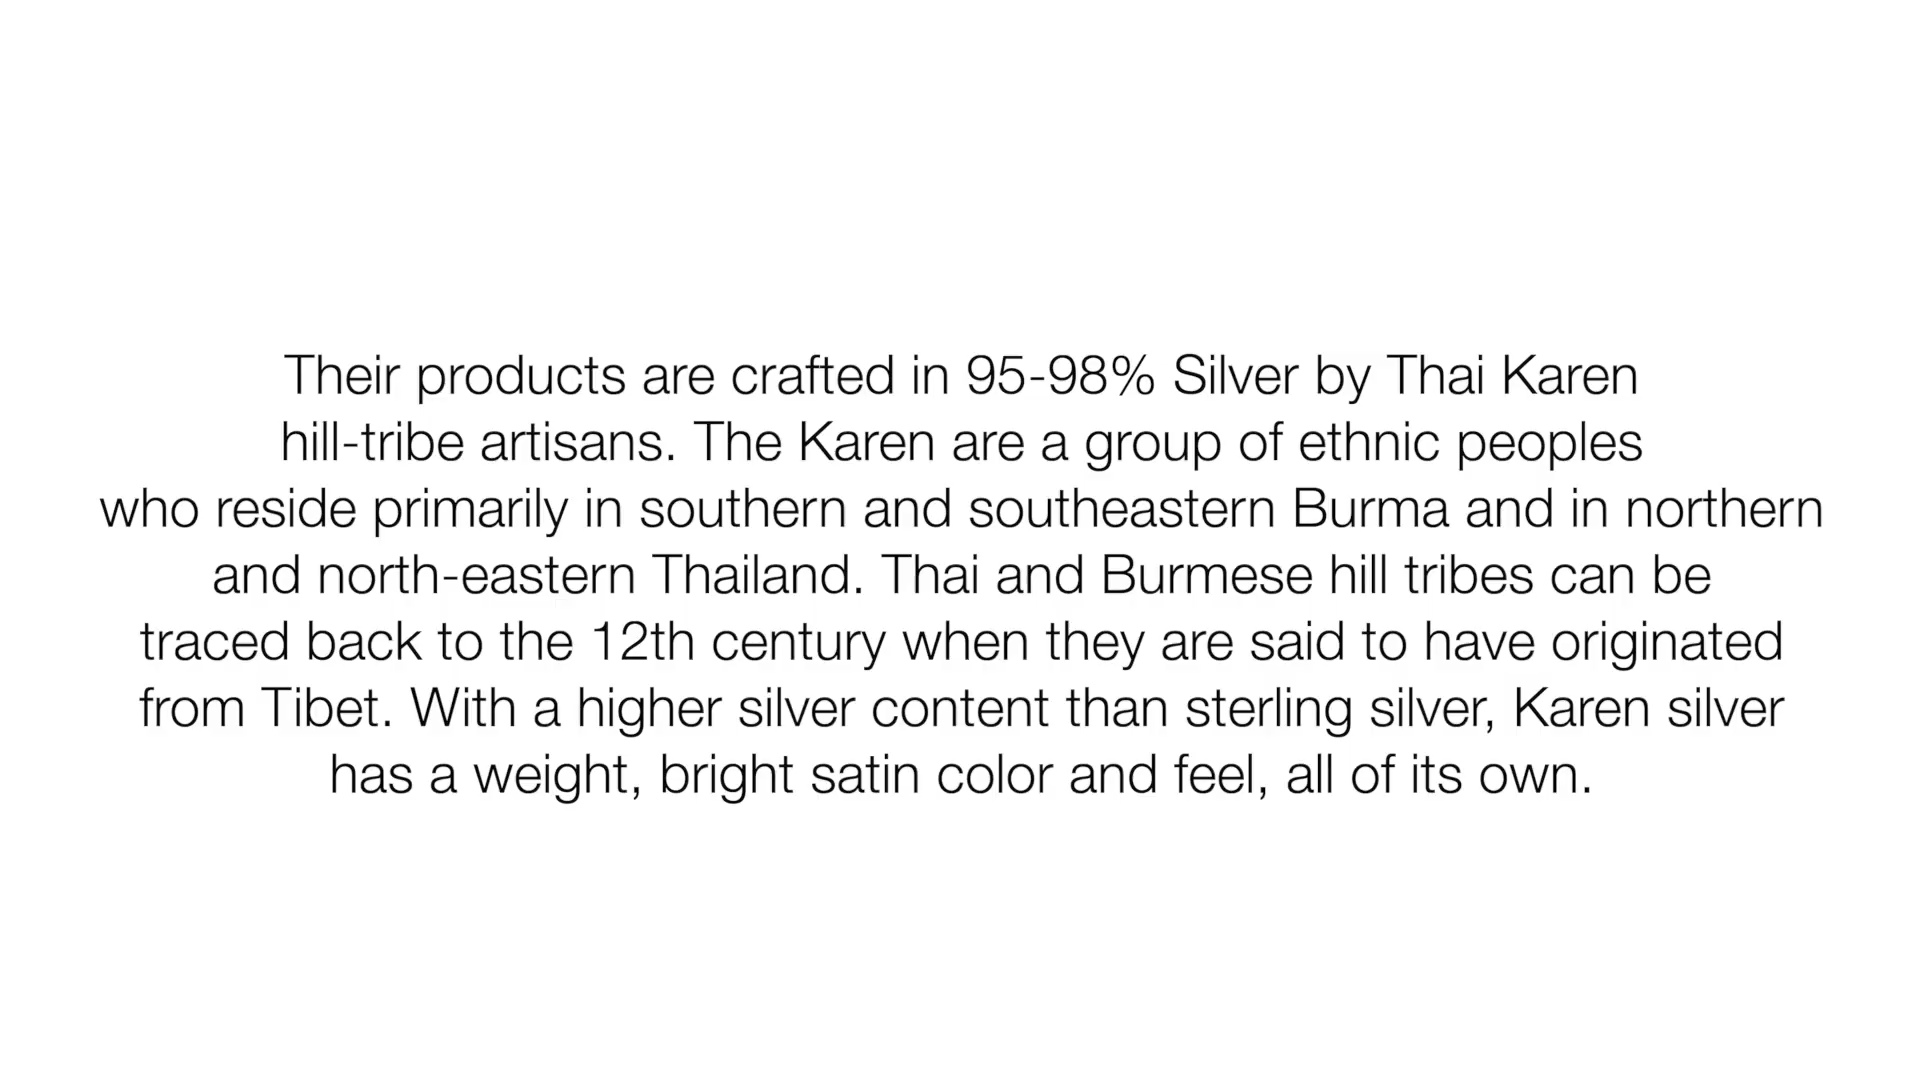 Their products are crafted in 95-98% Silver by Thai Karen
hill-tribe artisans. The Karen are a group of ethnic peoples
who reside primarily in southern and southeastern Burma and in northern
and north-eastern Thailand. Thai and Burmese hill tribes can be
traced back to the 12th century when they are said to have originated
from Tibet. With a higher silver content than sterling silver, Karen silver
has a weight, bright satin color and feel, all of its own.